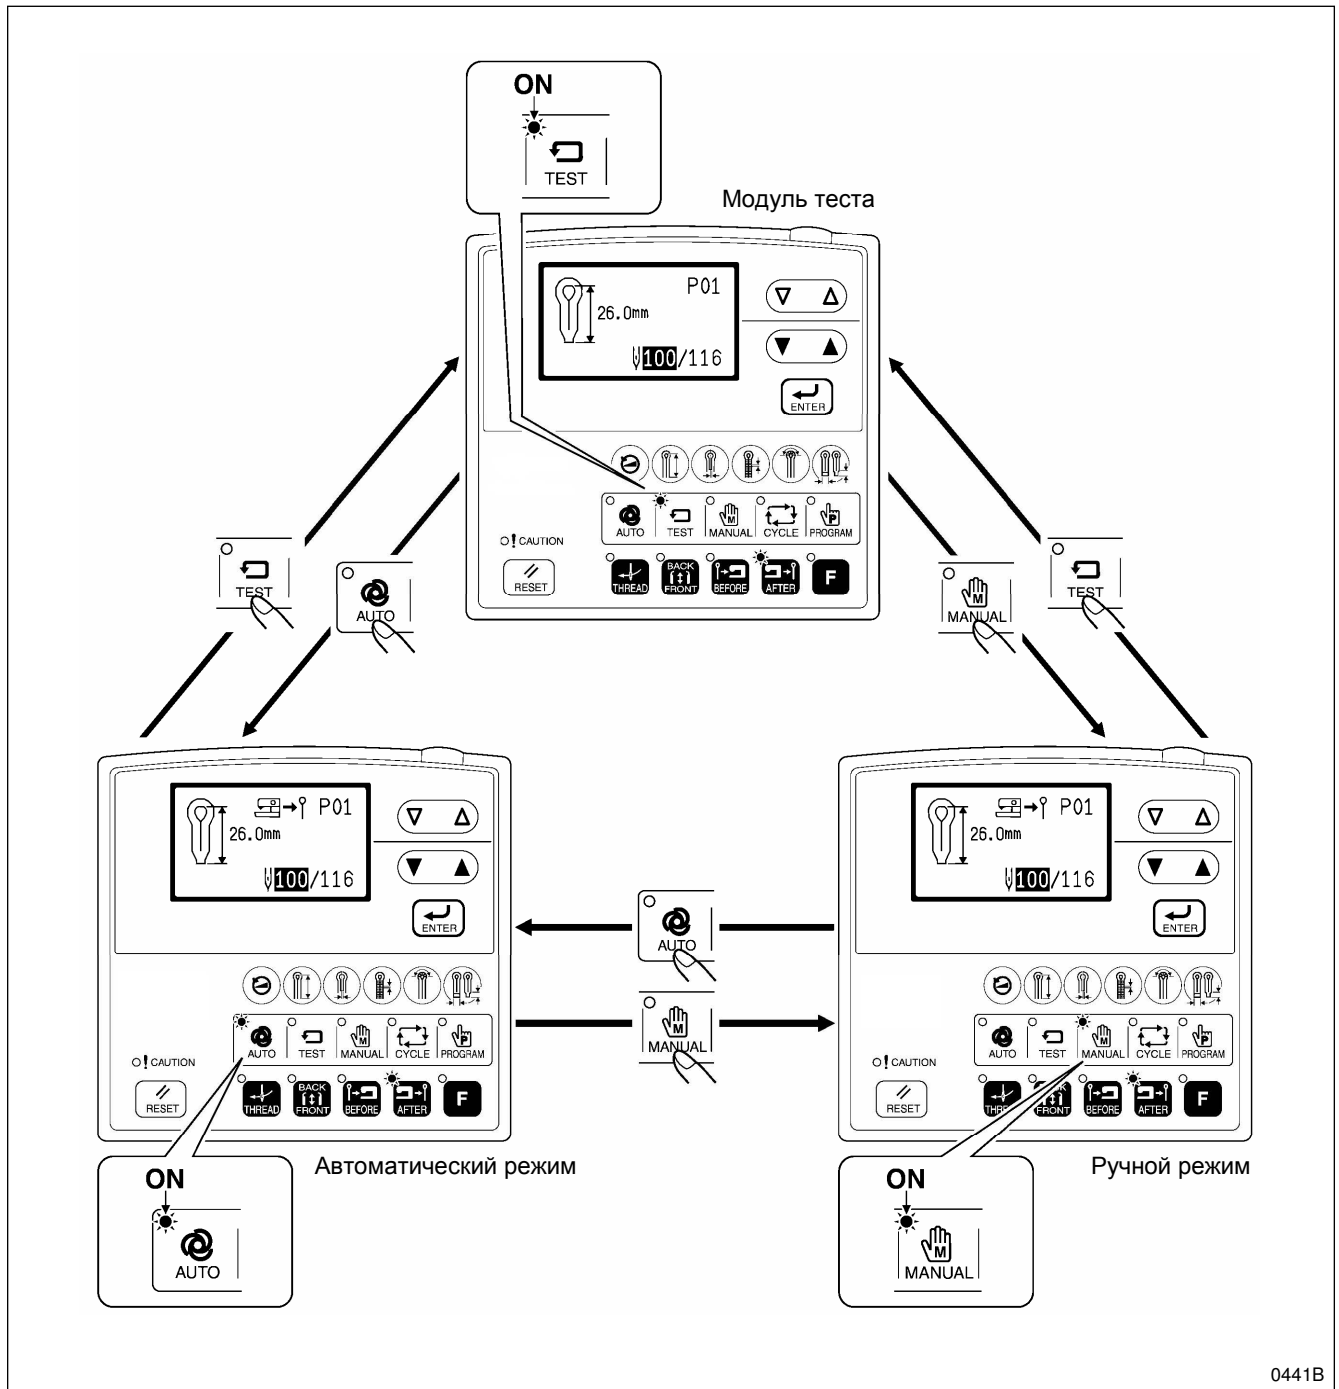 ON
TEST
Модуль теста
P01
26.0mm
100/116
ENTER
AUTO TEST MANUAL CYCLE PROGRAM
CAUTION
RESET
THREAD BACK FRONT BEFORE AFTER F
TEST
AUTO
MANUAL
TEST
P01
26.0mm
100/116
ENTER
AUTO TEST MANUAL CYCLE PROGRAM
CAUTION
RESET
THREAD BACK FRONT BEFORE AFTER F
Автоматический режим
ON
AUTO
AUTO
MANUAL
P01
26.0mm
100/116
ENTER
AUTO TEST MANUAL CYCLE PROGRAM
CAUTION
RESET
FRONT BEFORE AFTER F
Ручной режим
ON
MANUAL
0441B